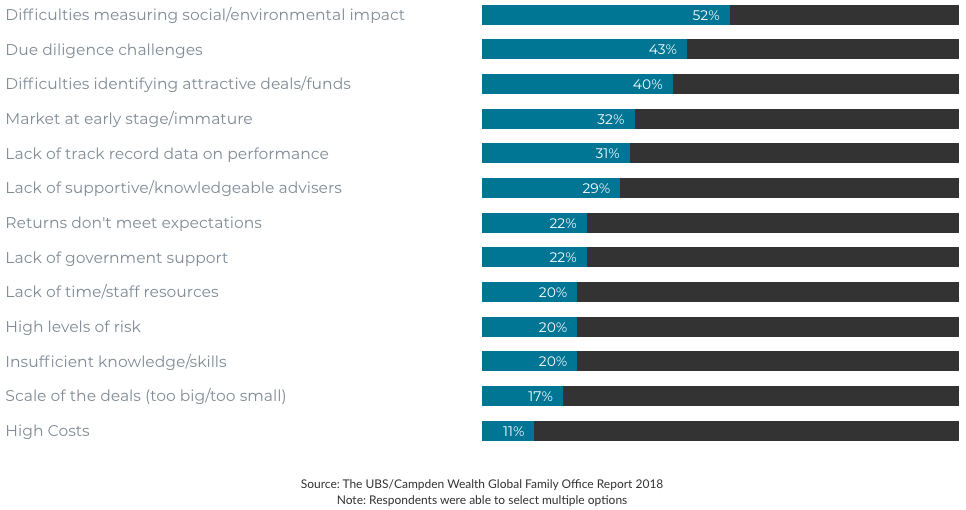 Difficulties measuring social/environmental impact 52%
Due diligence challenges 43%
Difficulties identifying attractive deals/funds 40%
Market at early stage/immature 32%
Lack of track record data on performance 31%
Lack of supportive/knowledgeable advisers 29%
Returns don't meet expectations 22%
Lack of government support 22%
Lack of time/staff resources 20%
High levels of risk 20%
Insufficient knowledge/skills 20%
Scale of the deals (too big/too small) 17%
High Costs 11%
Source: The UBS/Campden Wealth Global Family Office Report 2018
Note: Respondents were able to select multiple options